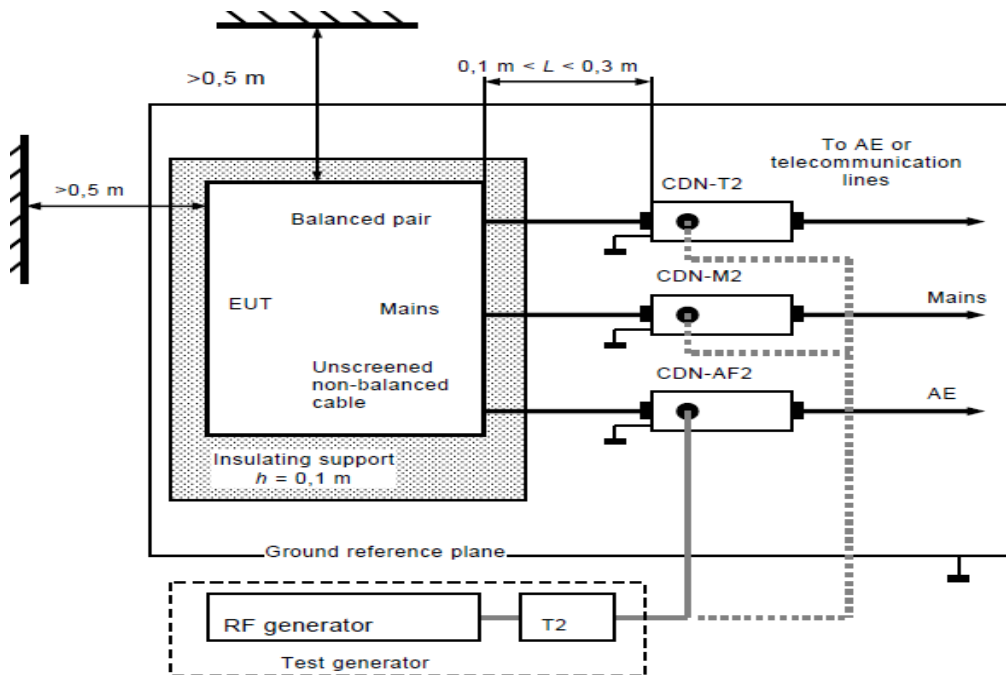 >0,5 m
0,1 m < L < 0,3 m
>0,5 m
To AE or
telecommunication
lines
CDN-T2
Balanced pair
CDN-M2
EUT
Mains
Mains
Unscreened
non-balanced
cable
CDN-AF2
AE
Insulating support
h = 0,1 m
Ground reference plane
RF generator
T2
Test generator